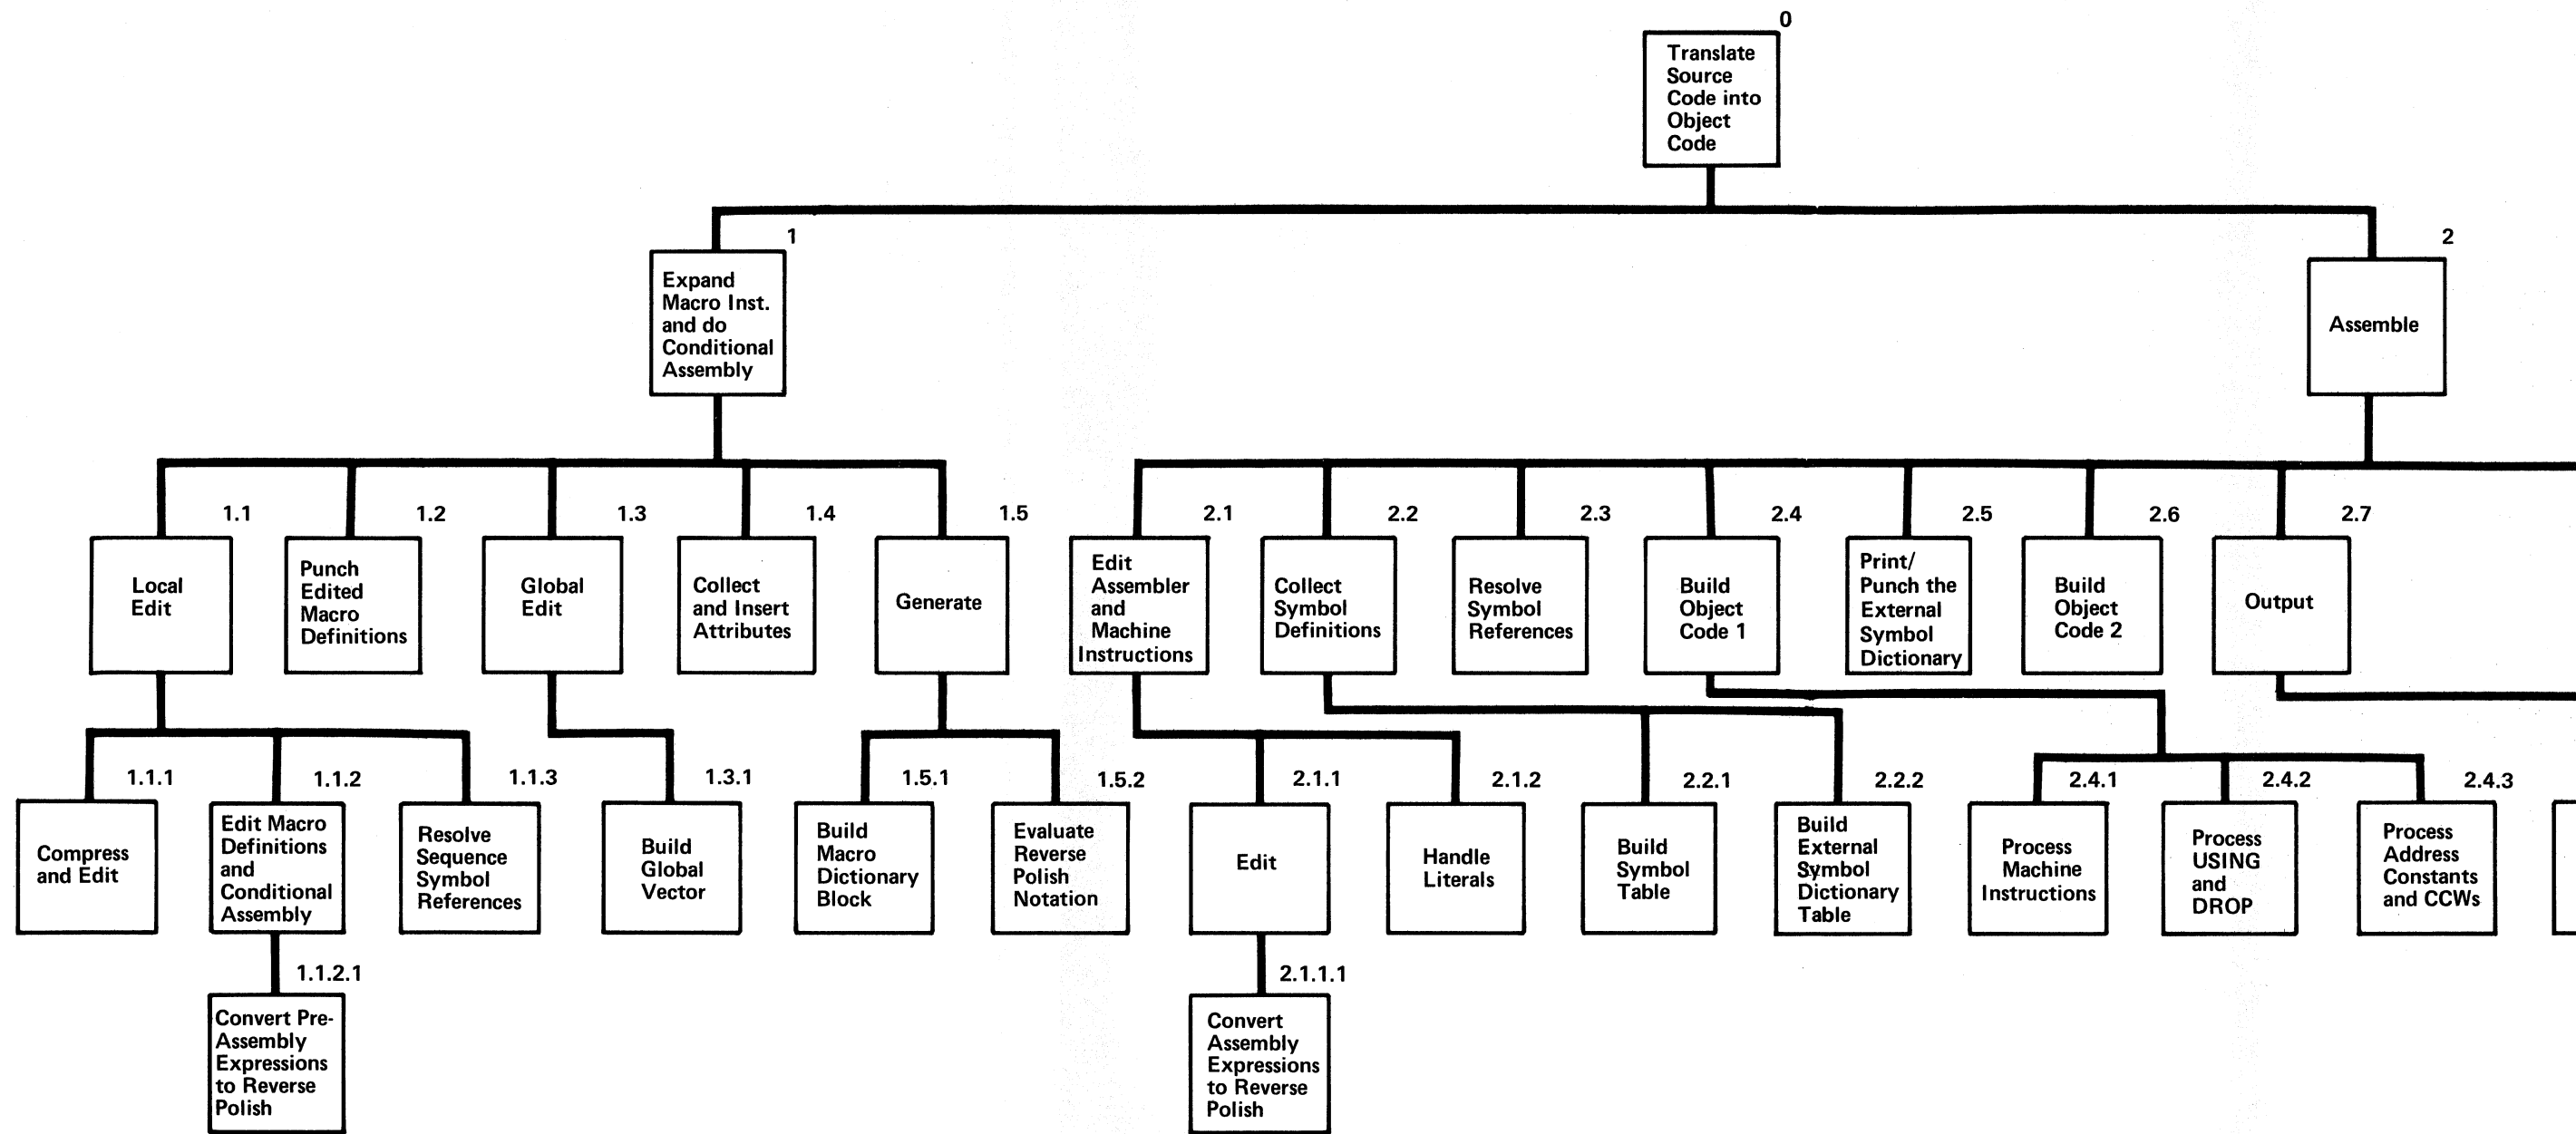 0
Translate
Source
Code into
Object
Code
1
Expand
Macro Inst.
and do
Conditional
Assembly
2
Assemble
1.1
Local
Edit
1.2
Punch
Edited
Macro
Definitions
1.3
Global
Edit
1.4
Collect
and Insert
Attributes
1.5
Generate
2.1
Edit
Assembler
and
Machine
Instructions
2.2
Collect
Symbol
Definitions
2.3
Resolve
Symbol
References
2.4
Build
Object
Code 1
2.5
Print/
Punch the
External
Symbol
Dictionary
2.6
Build
Object
Code 2
2.7
Output
1.1.1
Compress
and Edit
1.1.2
Edit Macro
Definitions
and
Conditional
Assembly
1.1.3
Resolve
Sequence
Symbol
References
1.3.1
Build
Global
Vector
1.5.1
Build
Macro
Dictionary
Block
1.5.2
Evaluate
Reverse
Polish
Notation
2.1.1
Edit
2.1.2
Handle
Literals
2.2.1
Build
Symbol
Table
2.2.2
Build
External
Symbol
Dictionary
Table
2.4.1
Process
Machine
Instructions
2.4.2
Process
USING
and
DROP
2.4.3
Process
Address
Constants
and CCWs
1.1.2.1
Convert Pre-
Assembly
Expressions
to Reverse
Polish
2.1.1.1
Convert
Assembly
Expressions
to Reverse
Polish